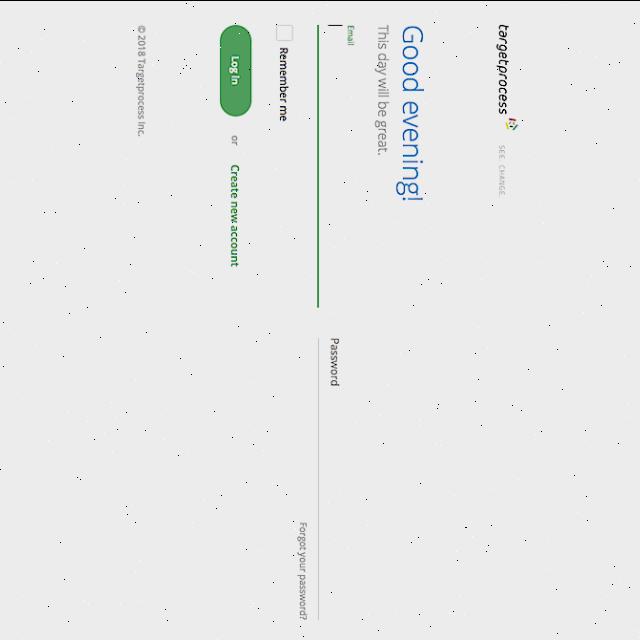 targetprocess SEE. CHANGE.
Good evening!
This day will be great.
Email
Password
Forgot your password?
Remember me
Log in or Create new account
© 2018 Targetprocess Inc.